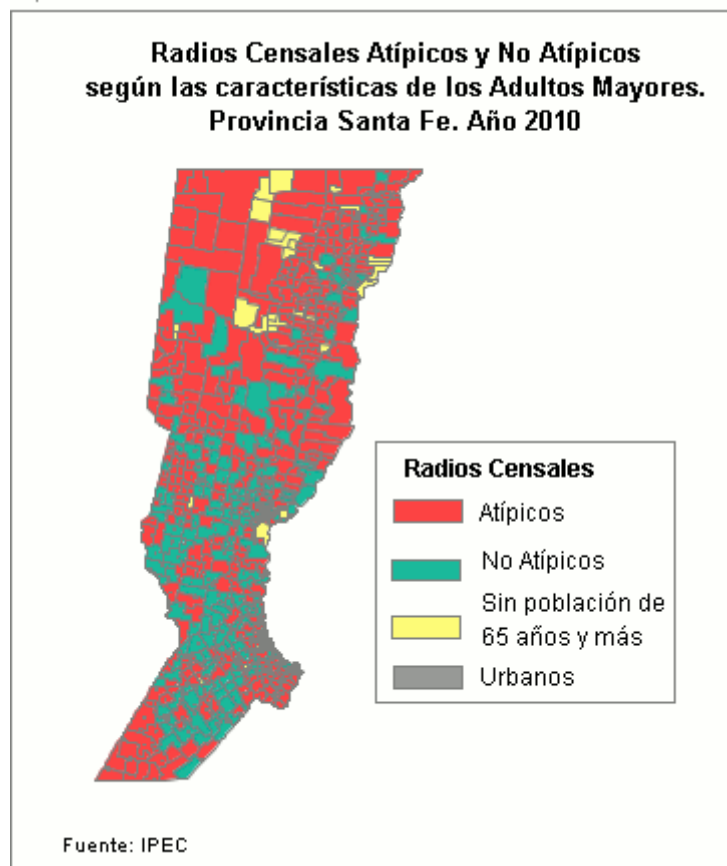 Radios Censales Atípicos y No Atípicos
según las características de los Adultos Mayores.
Provincia Santa Fe. Año 2010
Radios Censales
Atípicos
No Atípicos
Sin población de
65 años y más
Urbanos
Fuente: IPEC